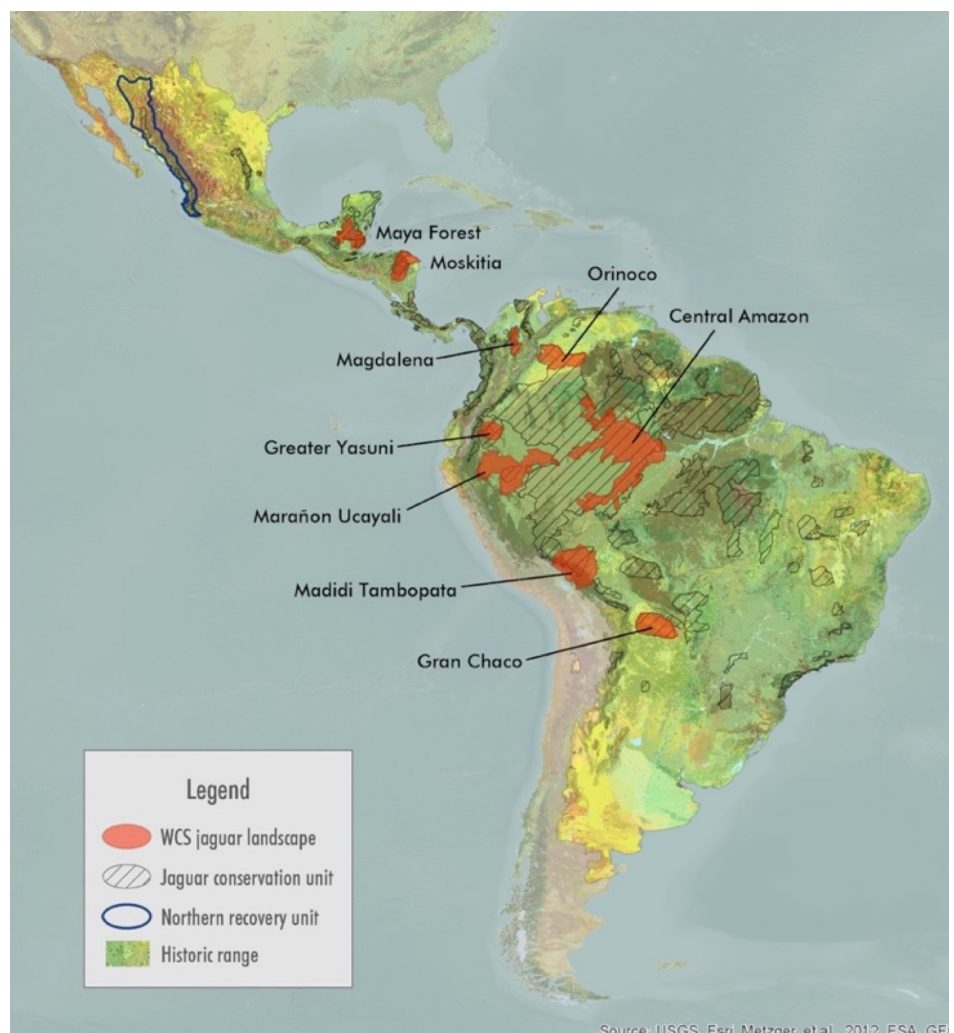 Maya Forest
Moskitia
Orinoco
Central Amazon
Magdalena
Greater Yasuni
Marañon Ucayali
Madidi Tambopata
Gran Chaco
Legend
WCS jaguar landscape
Jaguar conservation unit
Northern recovery unit
Historic range
Source: USGS, Esri, Metzger, et al., 2012, ESA,